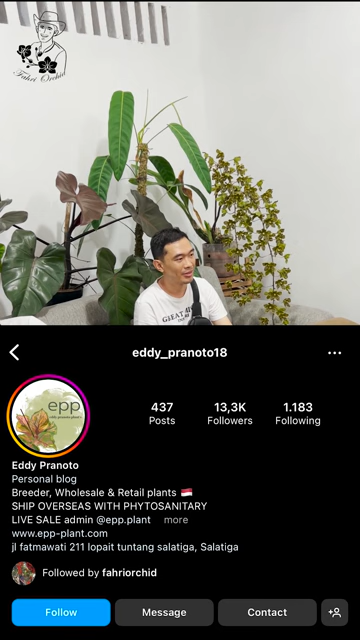 Fahri Orchid
GREAT
eddy_pranoto18
epp
437
13,3K
1.183
Posts
Followers
Following
Eddy Pranoto
Personal blog
Breeder, Wholesale & Retail plants
SHIP OVERSEAS WITH PHYTOSANITARY
LIVE SALE admin @epp.plant more
www.epp-plant.com
jl fatmawati 211 lopait tuntang salatiga, Salatiga
Followed by fahriorchid
Follow
Message
Contact